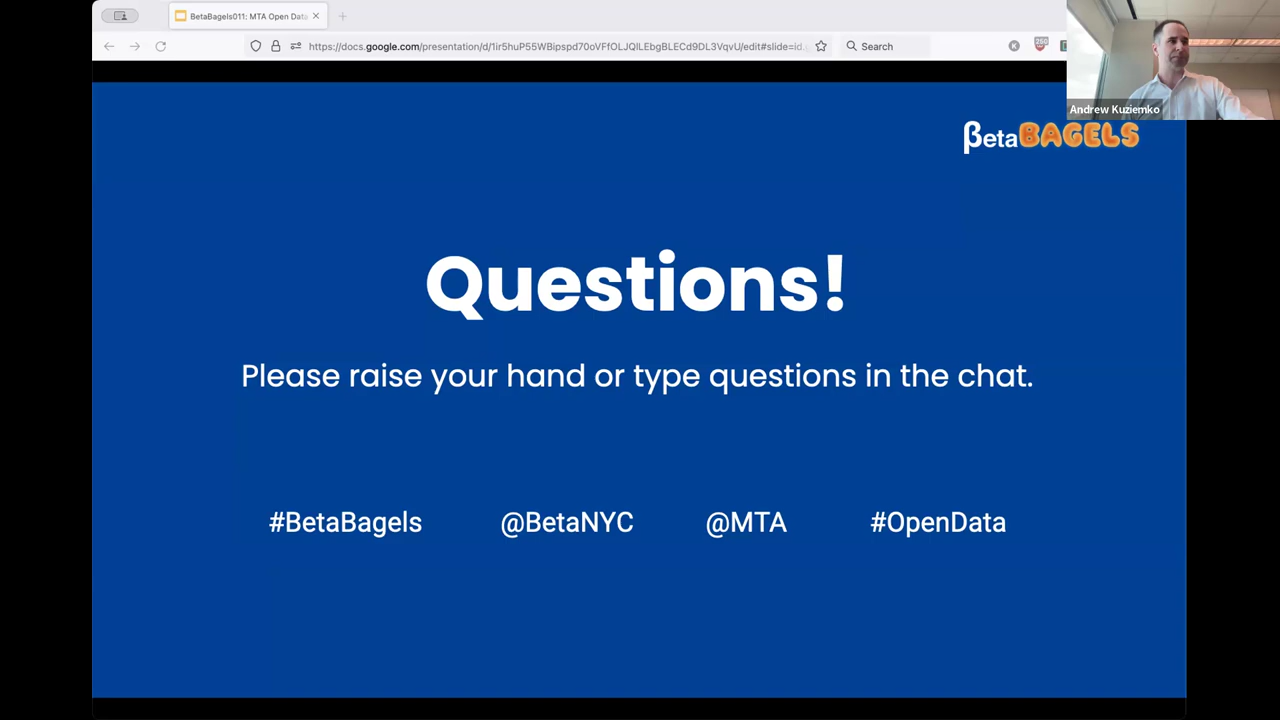 BetaBagels011: MTA Open Data
https://docs.google.com/presentation/d/1ir5huP55WBipspd70oVFfOLJQlLEbgBLECd9DL3VqvU/edit#slide=id.
Search
250
Andrew Kuziemko
βetaBAGELS
Questions!
Please raise your hand or type questions in the chat.
#BetaBagels @BetaNYC @MTA #OpenData